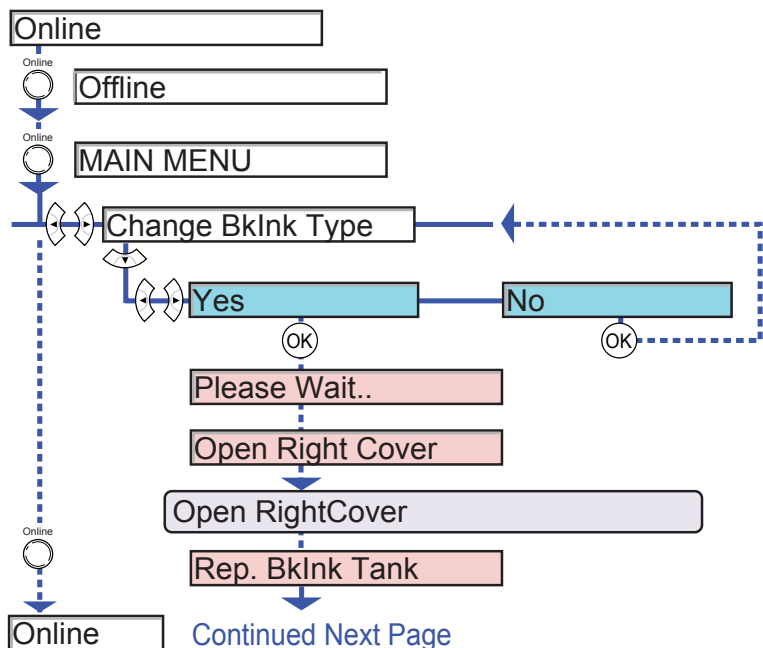 Online
Online
Offline
Online
MAIN MENU
Change BkInk Type
Yes
No
OK
OK
Please Wait..
Open Right Cover
Open RightCover
Rep. BkInk Tank
Online
Online
Continued Next Page